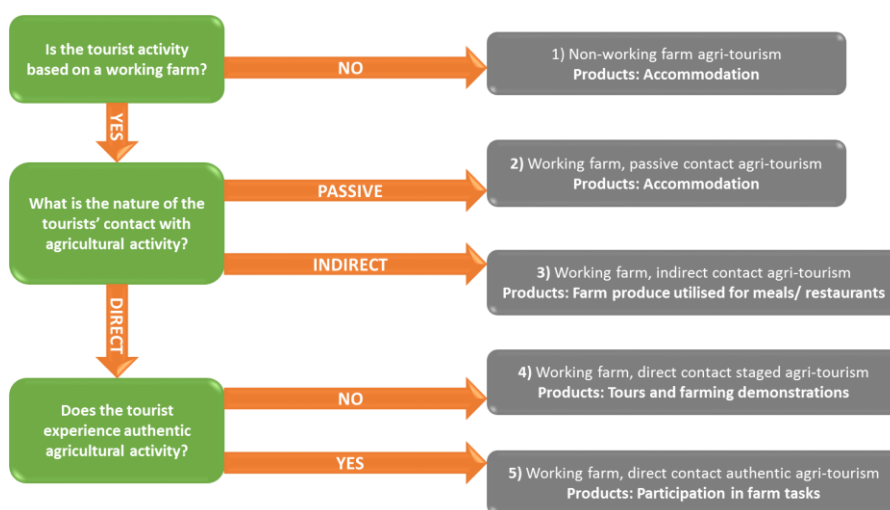 Is the tourist activity
based on a working farm?
NO
1) Non-working farm agri-tourism
Products: Accommodation
YES
What is the nature of the
tourists' contact with
agricultural activity?
PASSIVE
2) Working farm, passive contact agri-tourism
Products: Accommodation
INDIRECT
3) Working farm, indirect contact agri-tourism
Products: Farm produce utilised for meals/ restaurants
DIRECT
Does the tourist
experience authentic
agricultural activity?
NO
4) Working farm, direct contact staged agri-tourism
Products: Tours and farming demonstrations
YES
5) Working farm, direct contact authentic agri-tourism
Products: Participation in farm tasks